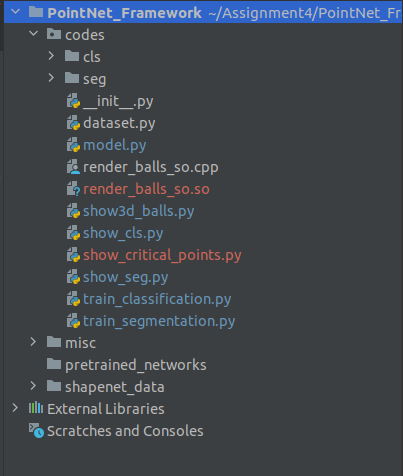 PointNet_Framework ~/Assignment4/PointNet_Fr
codes
cls
seg
__init__.py
dataset.py
model.py
render_balls_so.cpp
render_balls_so.so
show3d_balls.py
show_cls.py
show_critical_points.py
show_seg.py
train_classification.py
train_segmentation.py
misc
pretrained_networks
shapenet_data
External Libraries
Scratches and Consoles